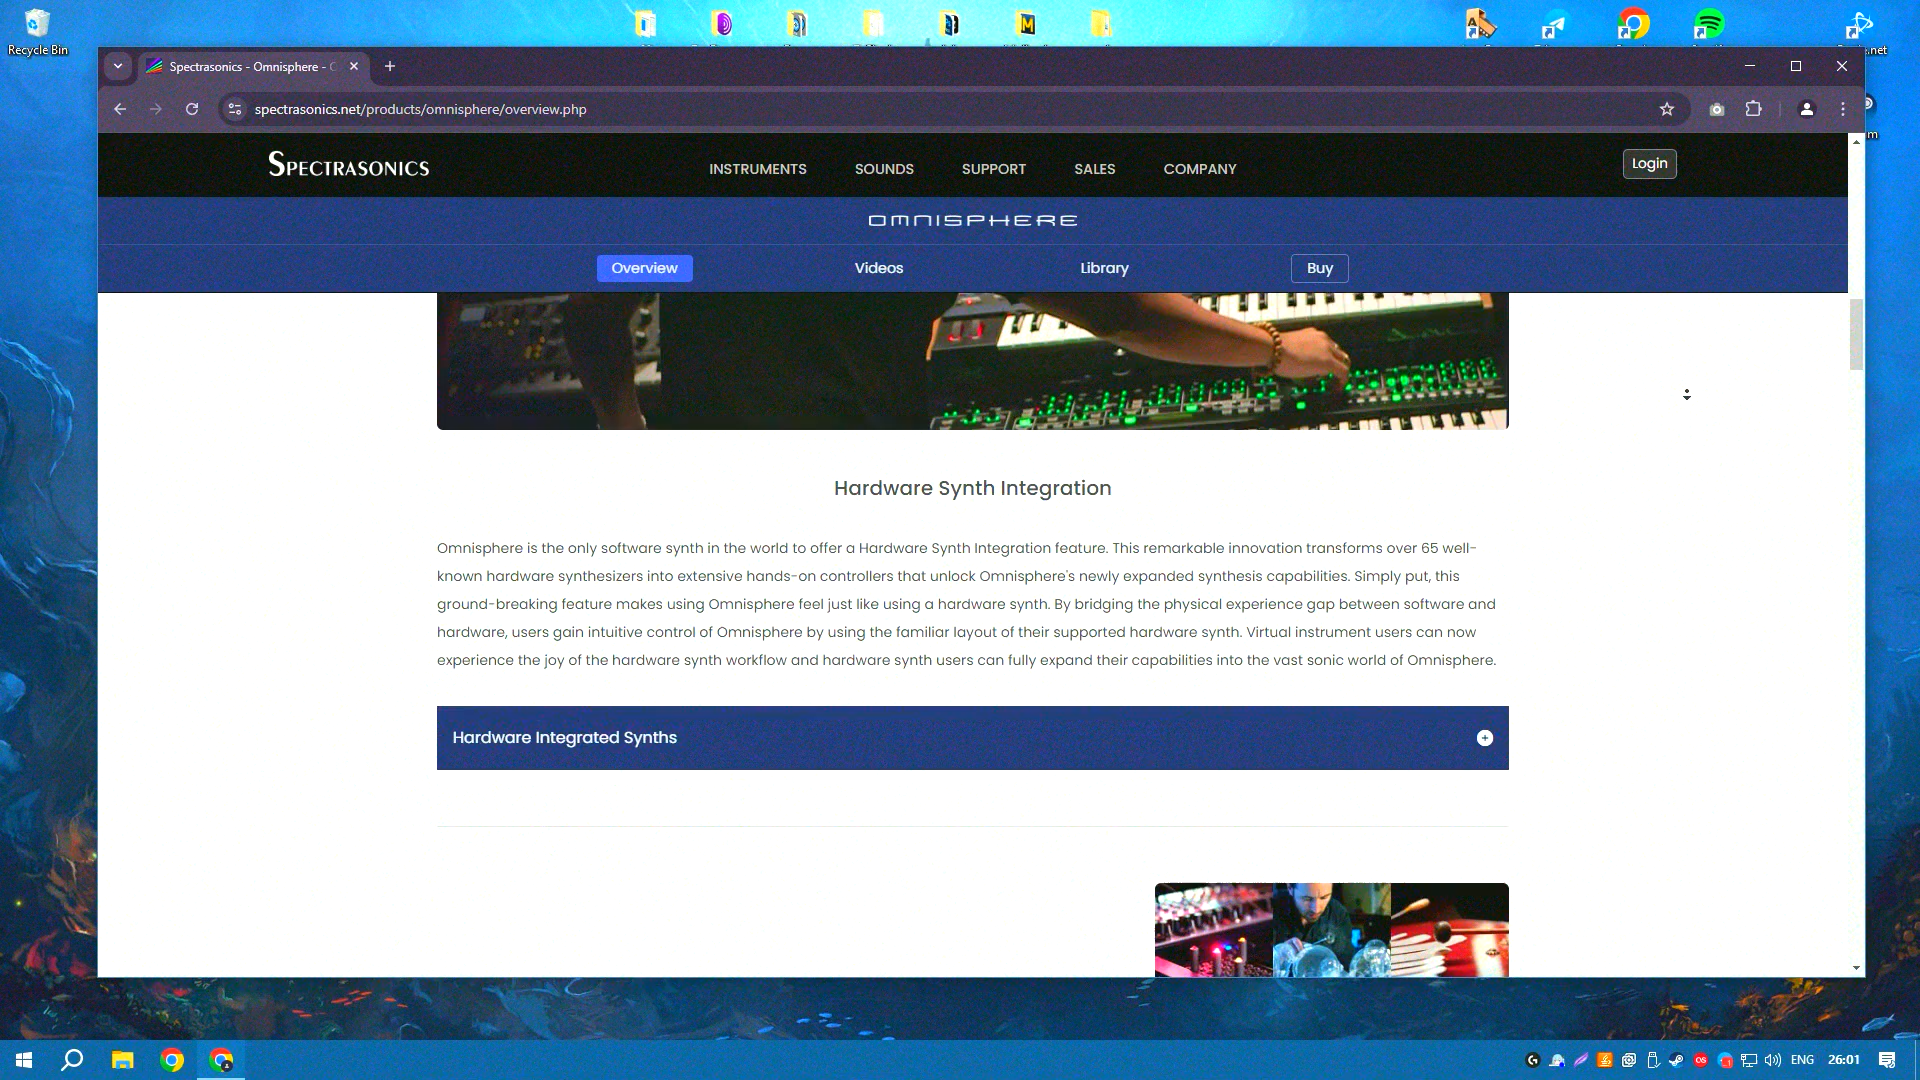 Recycle Bin
.net
m
Spectrasonics - Omnisphere -
spectrasonics.net/products/omnisphere/overview.php
SPECTRASONICS
INSTRUMENTS
SOUNDS
SUPPORT
SALES
COMPANY
Login
OMNISPHERE
Overview
Videos
Library
Buy
Hardware Synth Integration
Omnisphere is the only software synth in the world to offer a Hardware Synth Integration feature. This remarkable innovation transforms over 65 well-
known hardware synthesizers into extensive hands-on controllers that unlock Omnisphere's newly expanded synthesis capabilities. Simply put, this
ground-breaking feature makes using Omnisphere feel just like using a hardware synth. By bridging the physical experience gap between software and
hardware, users gain intuitive control of Omnisphere by using the familiar layout of their supported hardware synth. Virtual instrument users can now
experience the joy of the hardware synth workflow and hardware synth users can fully expand their capabilities into the vast sonic world of Omnisphere.
Hardware Integrated Synths
ENG
26:01